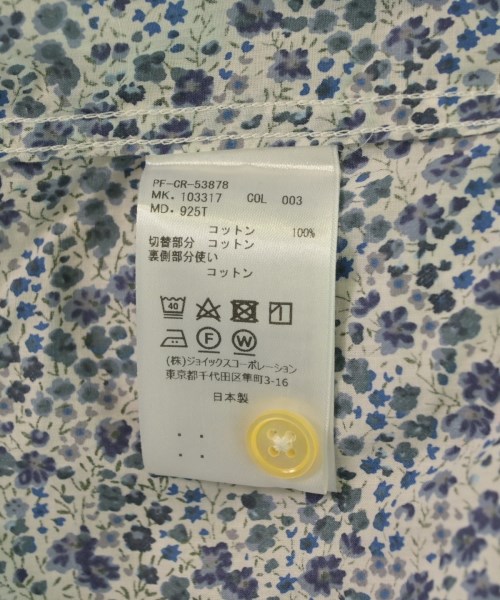 PF-CR-53878
MK. 103317 COL 003
MD. 925T
コットン 100%
切替部分 コットン
裏側部分使い
コットン
40
F W
(株)ジョイックスコーポレーション
東京都千代田区隼町3-16
日本製